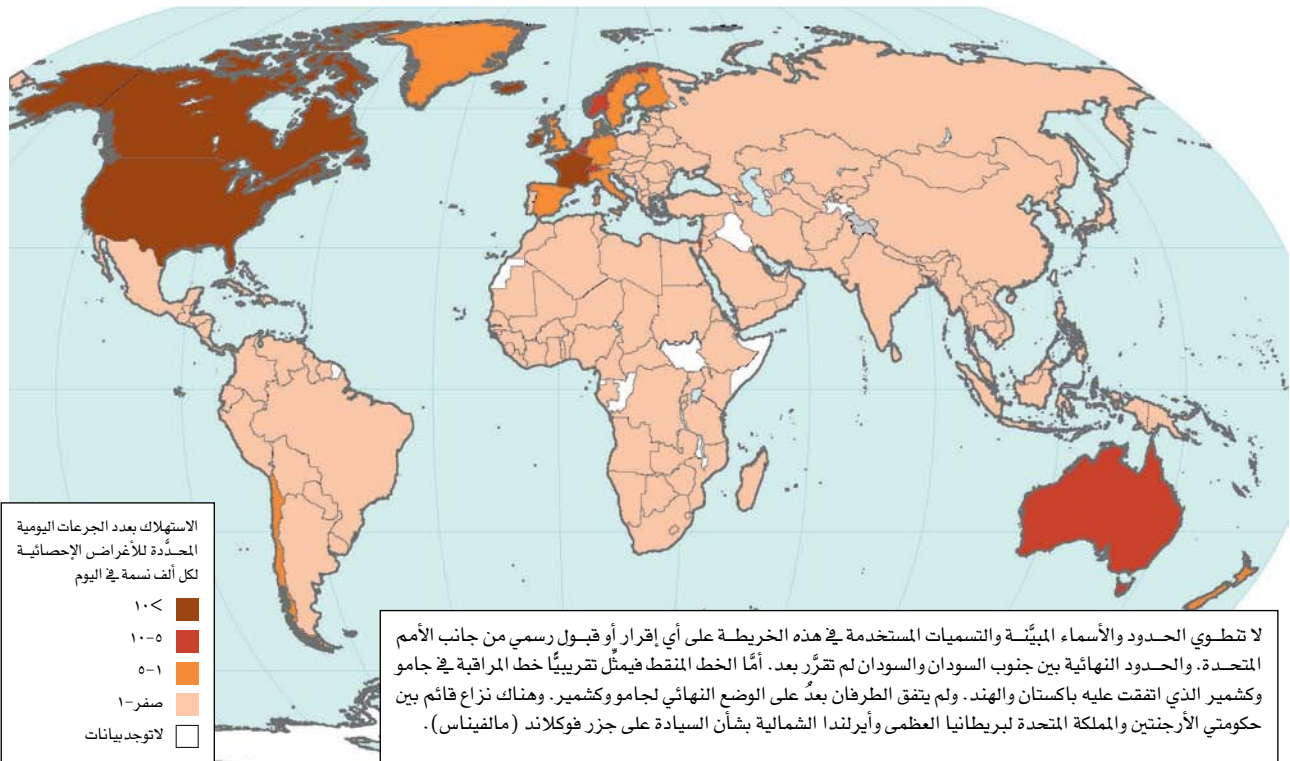 الاستهلاك بعدد الجرعات اليومية
المحدَّدة للأغراض الإحصائية
لكل ألف نسمة في اليوم
>١٠
٥-١٠
١-٥
صفر-١
لاتوجدبيانات
لا تنطوي الحدود والأسماء المبيَّنة والتسميات المستخدمة في هذه الخريطة على أي إقرار أو قبول رسمي من جانب الأمم
المتحدة. والحدود النهائية بين جنوب السودان والسودان لم تقرَّر بعد. أمَّا الخط المنقط فيمثِّل تقريبيًّا خط المراقبة في جامو
وكشمير الذي اتفقت عليه باكستان والهند. ولم يتفق الطرفان بعدُ على الوضع النهائي لجامو وكشمير. وهناك نزاع قائم بين
حكومتي الأرجنتين والمملكة المتحدة لبريطانيا العظمى وأيرلندا الشمالية بشأن السيادة على جزر فوكلاند (مالفيناس).